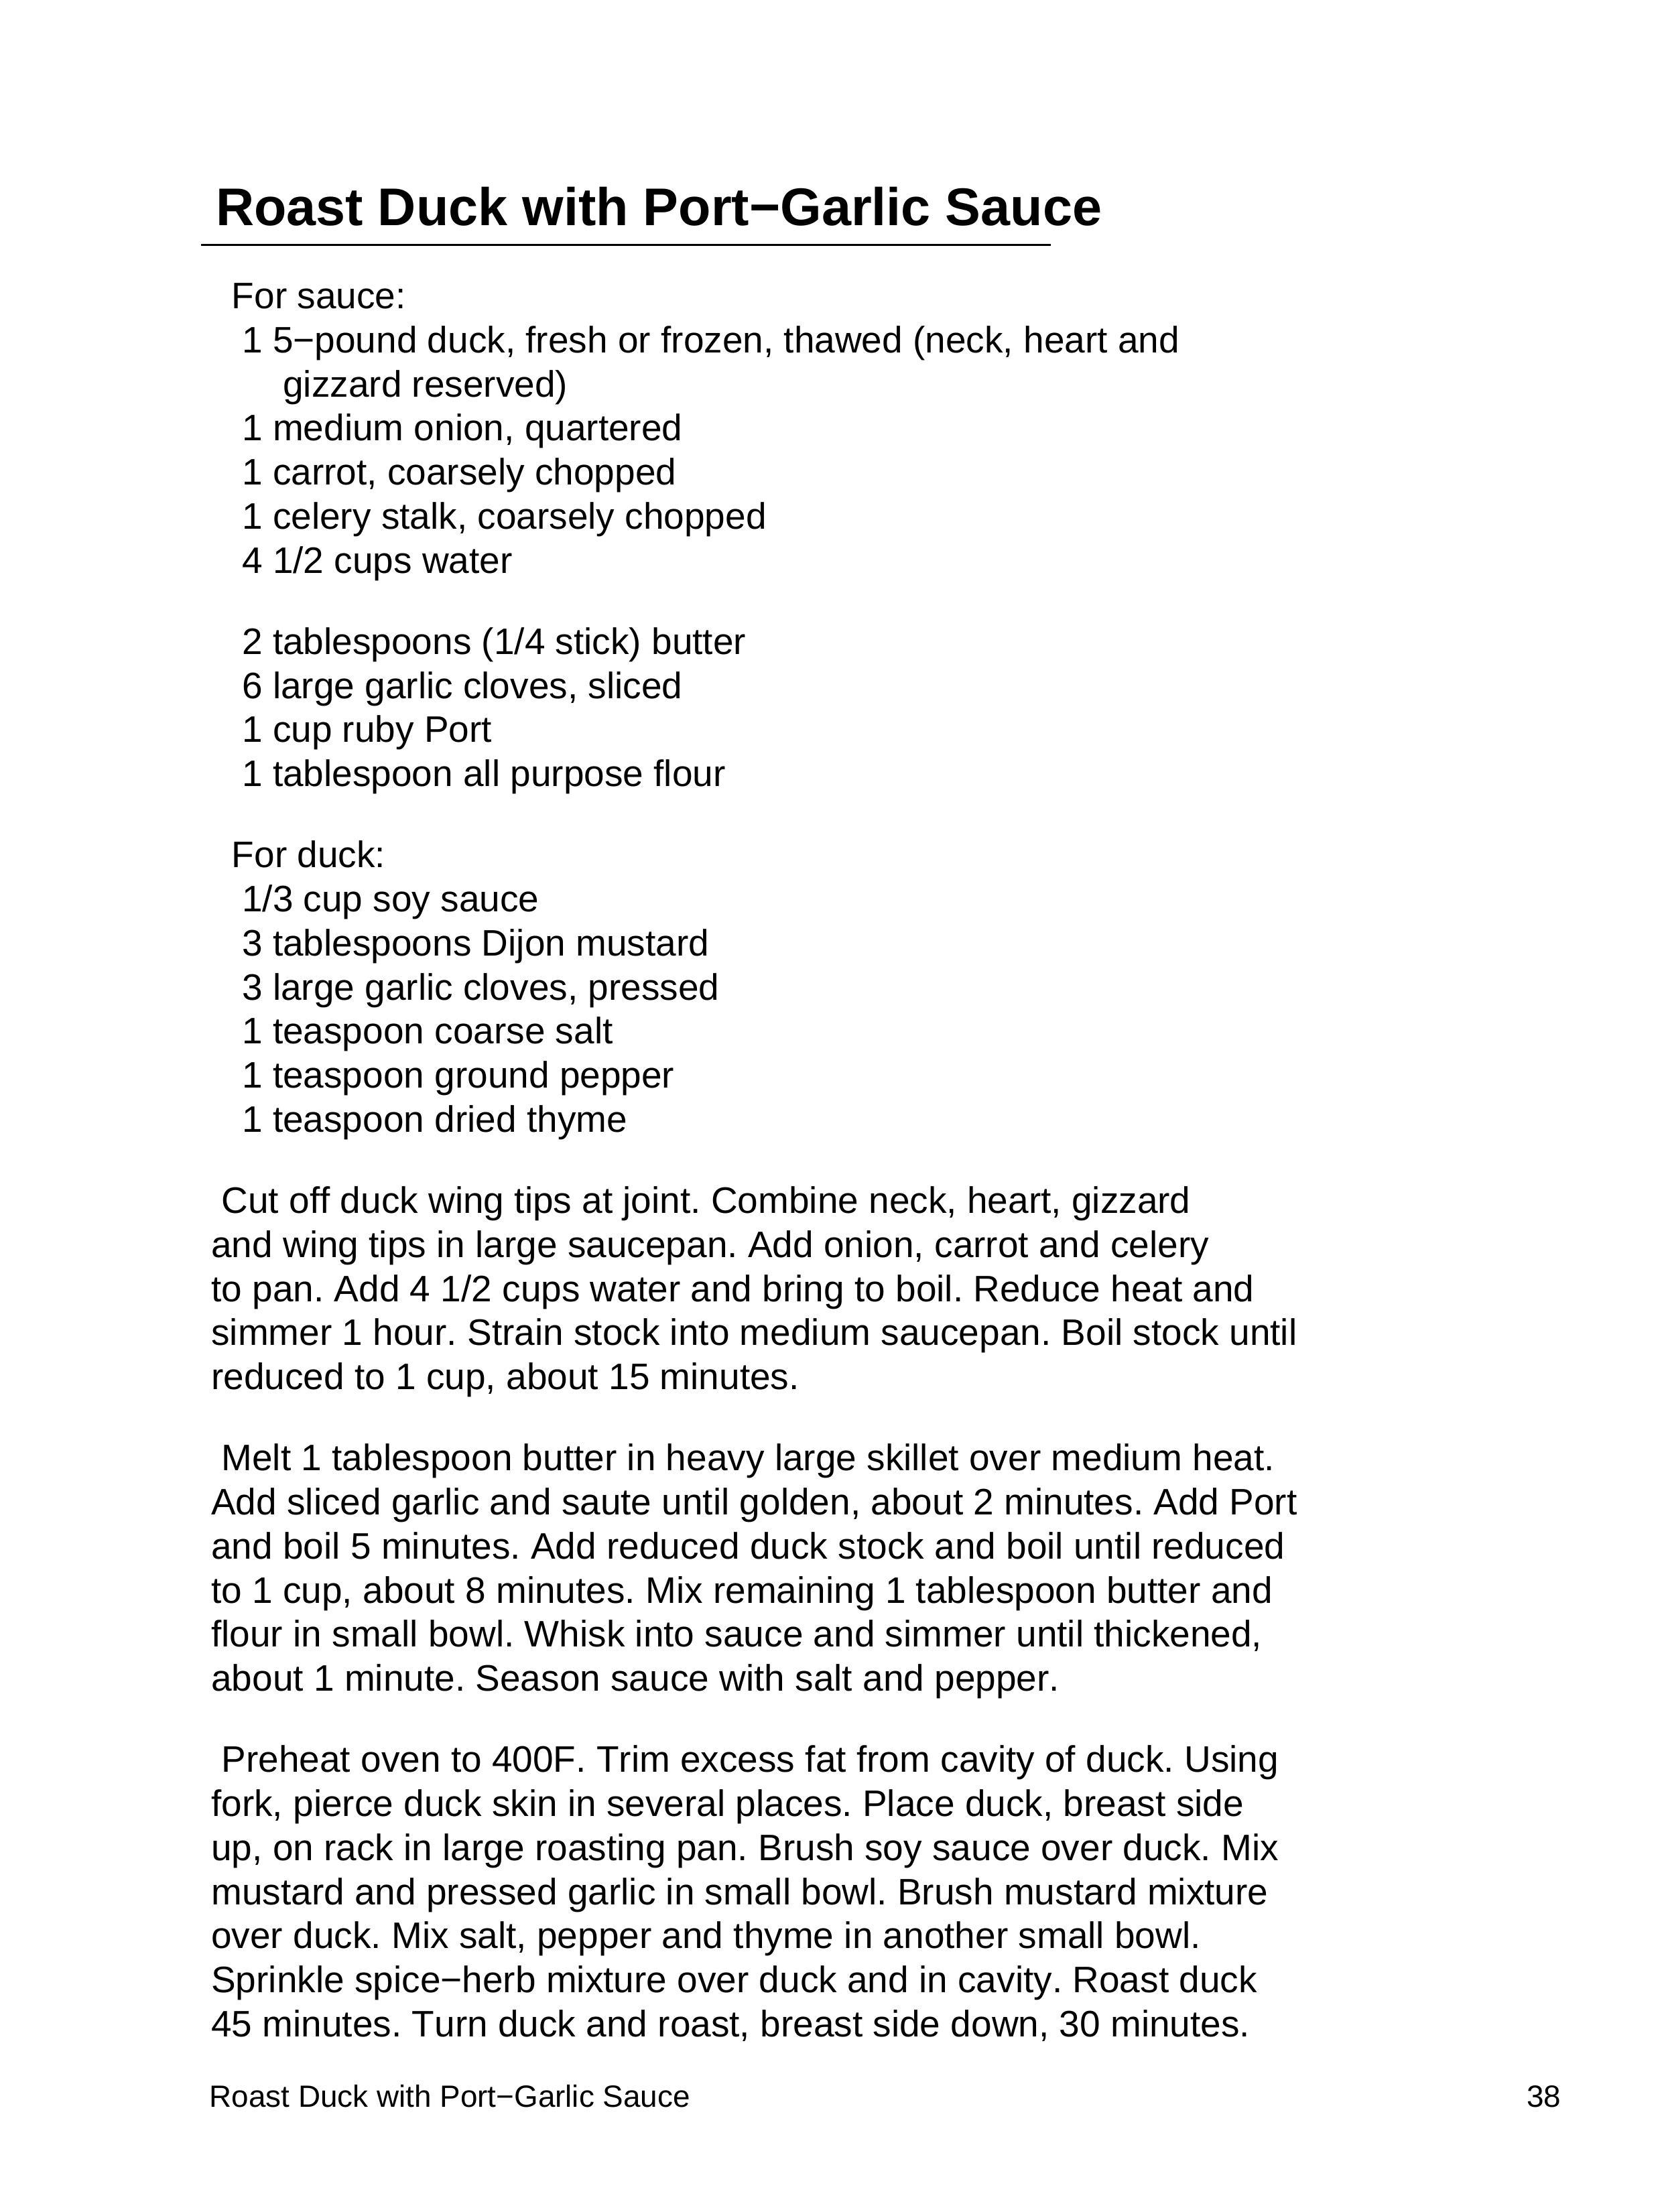 Roast Duck with Port−Garlic Sauce
For sauce:
1 5−pound duck, fresh or frozen, thawed (neck, heart and
gizzard reserved)
1 medium onion, quartered
1 carrot, coarsely chopped
1 celery stalk, coarsely chopped
4 1/2 cups water
2 tablespoons (1/4 stick) butter
6 large garlic cloves, sliced
1 cup ruby Port
1 tablespoon all purpose flour
For duck:
1/3 cup soy sauce
3 tablespoons Dijon mustard
3 large garlic cloves, pressed
1 teaspoon coarse salt
1 teaspoon ground pepper
1 teaspoon dried thyme
Cut off duck wing tips at joint. Combine neck, heart, gizzard
and wing tips in large saucepan. Add onion, carrot and celery
to pan. Add 4 1/2 cups water and bring to boil. Reduce heat and
simmer 1 hour. Strain stock into medium saucepan. Boil stock until
reduced to 1 cup, about 15 minutes.
Melt 1 tablespoon butter in heavy large skillet over medium heat.
Add sliced garlic and saute until golden, about 2 minutes. Add Port
and boil 5 minutes. Add reduced duck stock and boil until reduced
to 1 cup, about 8 minutes. Mix remaining 1 tablespoon butter and
flour in small bowl. Whisk into sauce and simmer until thickened,
about 1 minute. Season sauce with salt and pepper.
Preheat oven to 400F. Trim excess fat from cavity of duck. Using
fork, pierce duck skin in several places. Place duck, breast side
up, on rack in large roasting pan. Brush soy sauce over duck. Mix
mustard and pressed garlic in small bowl. Brush mustard mixture
over duck. Mix salt, pepper and thyme in another small bowl.
Sprinkle spice−herb mixture over duck and in cavity. Roast duck
45 minutes. Turn duck and roast, breast side down, 30 minutes.
Roast Duck with Port−Garlic Sauce 38